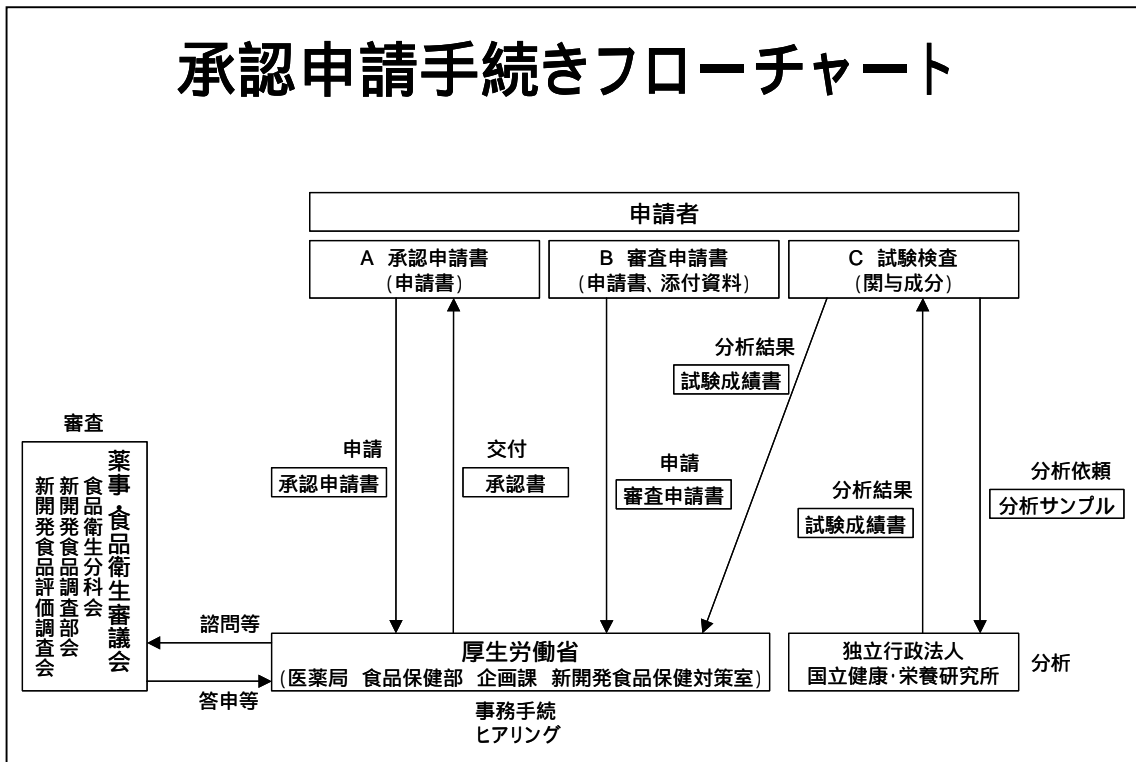 承認申請手続きフローチャート
申請者
A 承認申請書
(申請書)
B 審査申請書
(申請書、添付資料)
C 試験検査
(関与成分)
分析結果
試験成績書
審査
薬事・食品衛生審議会
食品衛生分科会
新開発食品調査部会
新開発食品評価調査会
申請
承認申請書
交付
承認書
申請
審査申請書
分析結果
試験成績書
分析依頼
分析サンプル
諮問等
答申等
厚生労働省
(医薬局 食品保健部 企画課 新開発食品保健対策室)
事務手続
ヒアリング
独立行政法人
国立健康・栄養研究所
分析